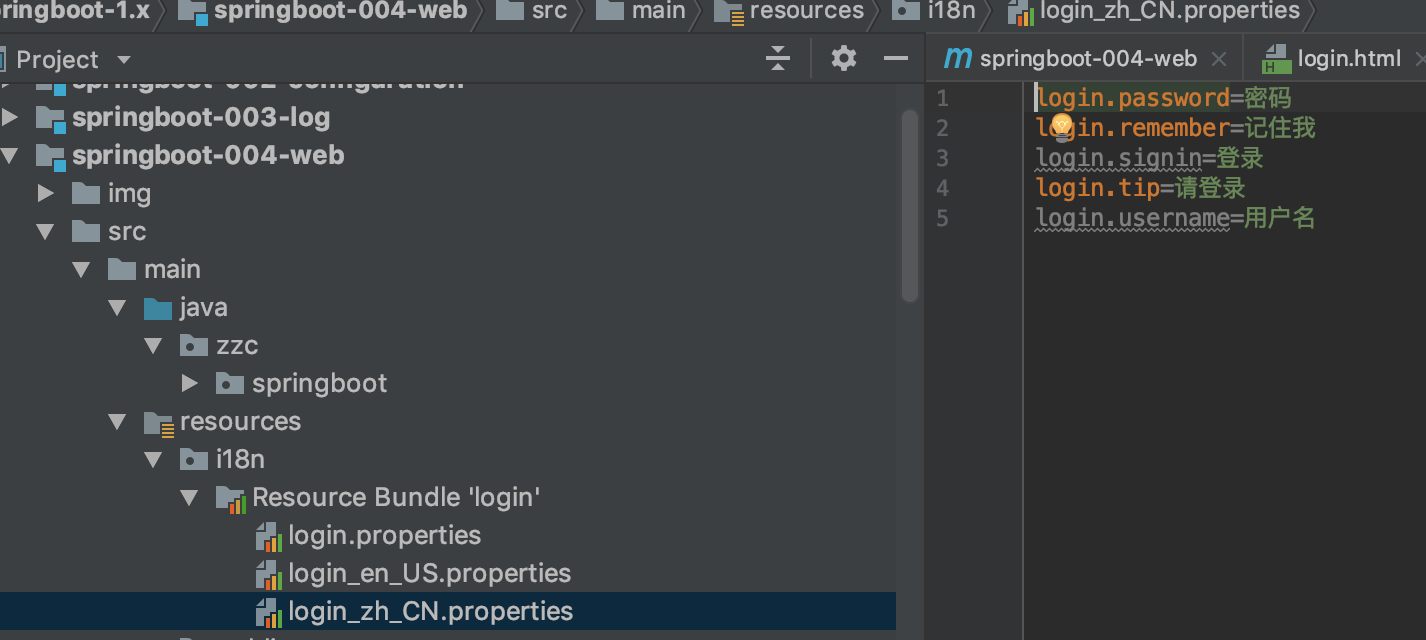 ringboot-1.x springboot-004-web src main resources i18n login_zh_CN.properties
Project
springboot-004-web login.html
springboot-002-configuration
springboot-003-log
springboot-004-web
img
src
main
java
zzc
springboot
resources
i18n
Resource Bundle 'login'
login.properties
login_en_US.properties
login_zh_CN.properties
1 login.password=密码
2 login.remember=记住我
3 login.signin=登录
4 login.tip=请登录
5 login.username=用户名